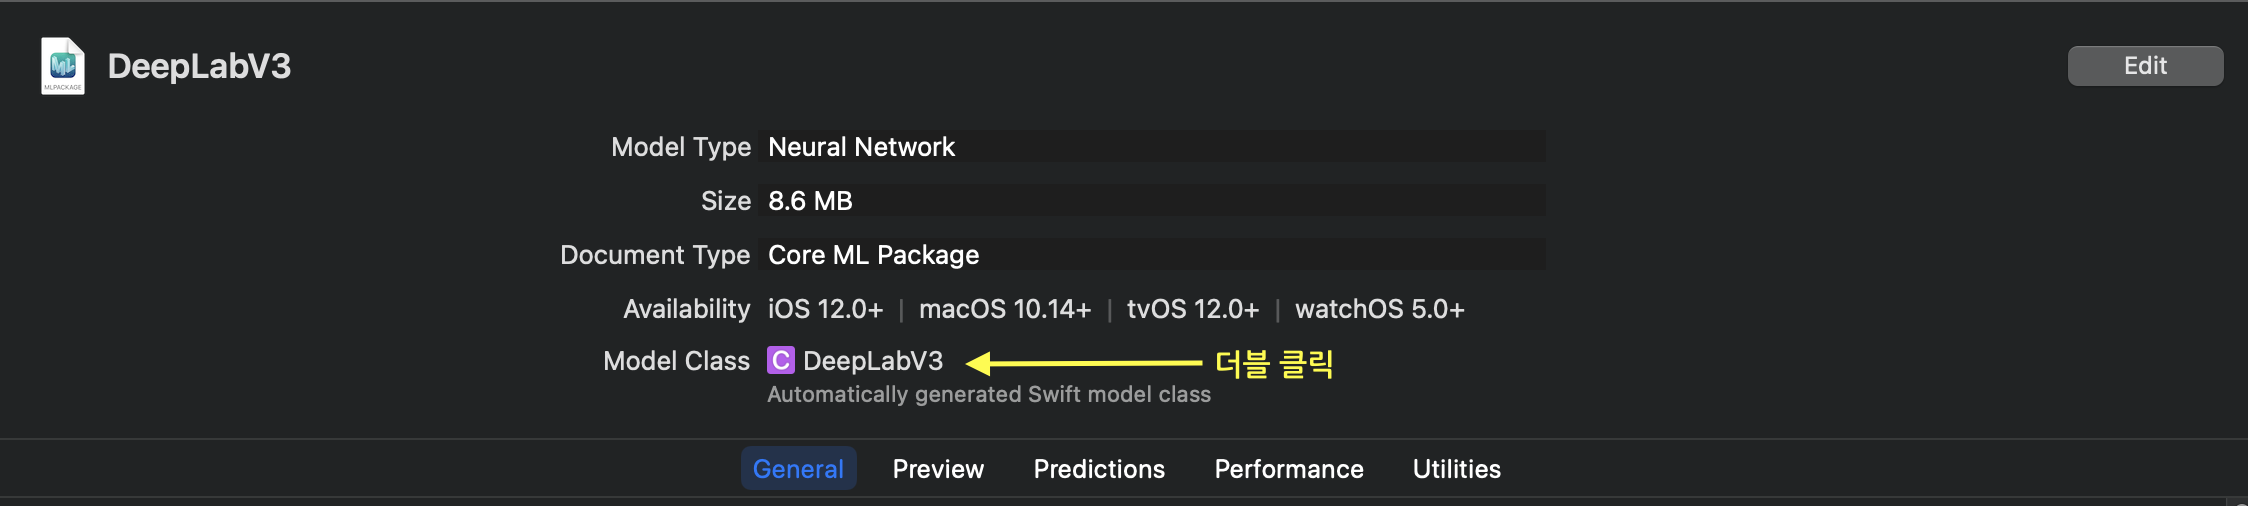 DeepLabV3
Edit
ML
MLPACKAGE
Model Type Neural Network
Size 8.6 MB
Document Type Core ML Package
Availability iOS 12.0+ | macOS 10.14+ | tvOS 12.0+ | watchOS 5.0+
Model Class C DeepLabV3 더블 클릭
Automatically generated Swift model class
General Preview Predictions Performance Utilities